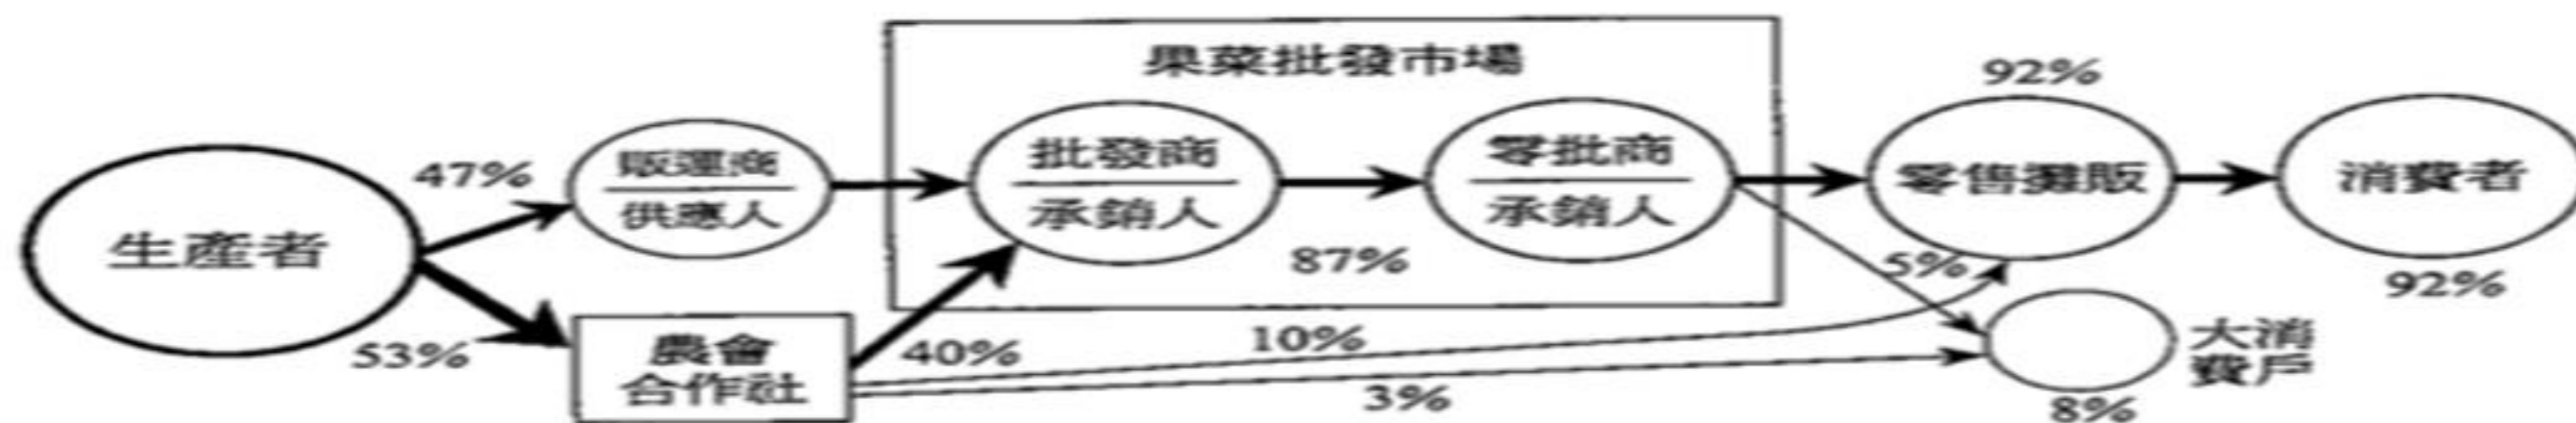 果菜批發市場
92%
47%
販運商
供應人
批發商
承銷人
零批商
承銷人
零售攤販
消費者
生產者
87%
5%
92%
53%
農會
合作社
40%
10%
3%
大消
費戶
8%